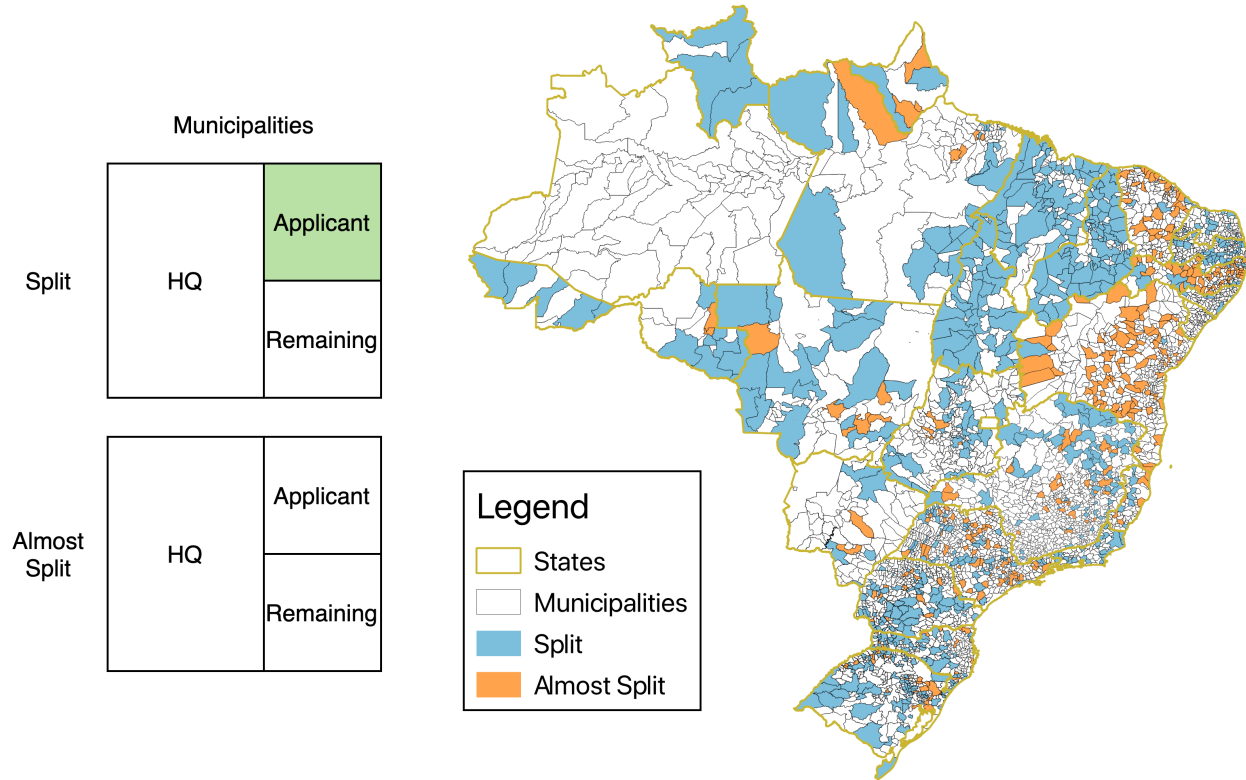 Municipalities
Split
HQ
Applicant
Remaining
Almost
Split
HQ
Applicant
Remaining
Legend
States
Municipalities
Split
Almost Split